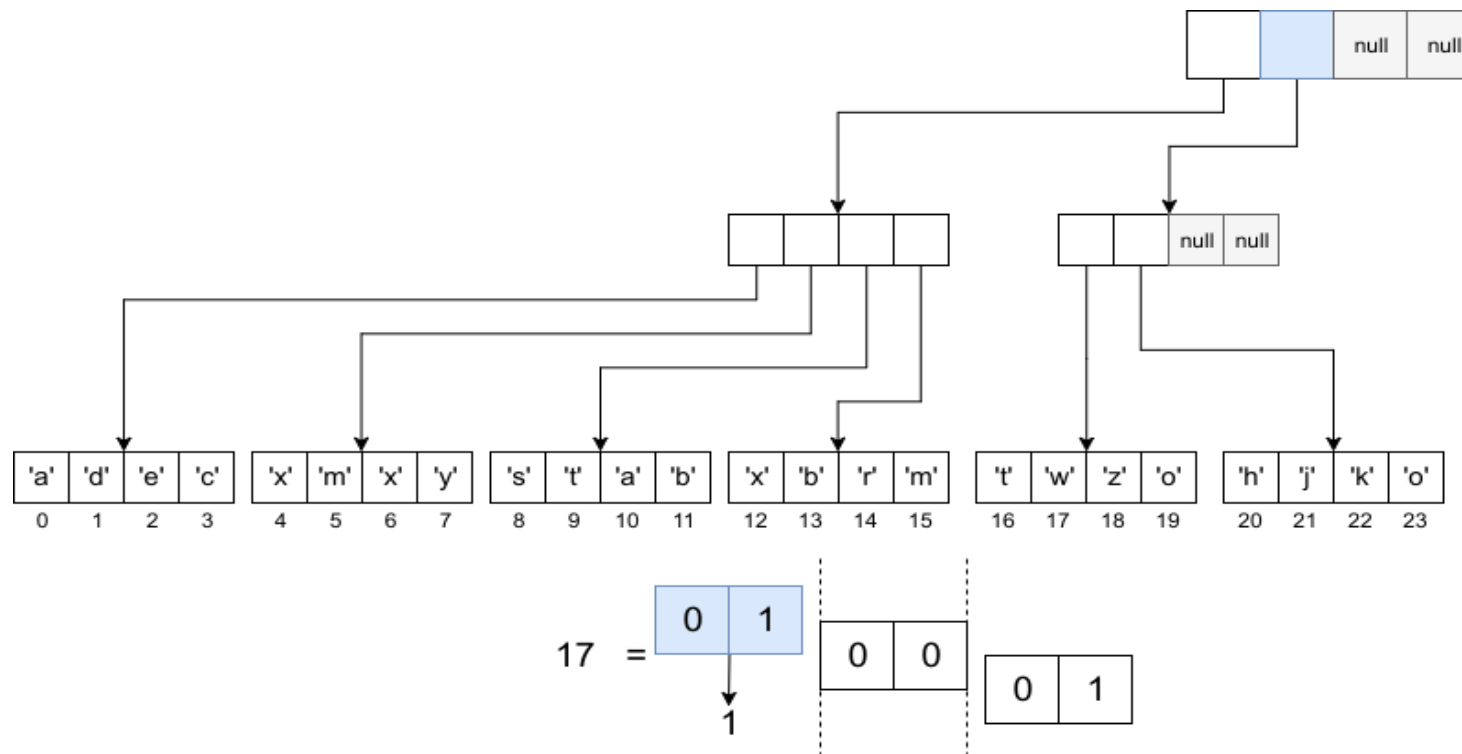 null null
null null
'a' 'd' 'e' 'c' 'x' 'm' 'x' 'y' 's' 't' 'a' 'b' 'x' 'b' 'r' 'm' 't' 'w' 'z' 'o' 'h' 'j' 'k' 'o'
0 1 2 3 4 5 6 7 8 9 10 11 12 13 14 15 16 17 18 19 20 21 22 23
17 = 0 1 0 0 0 1
1